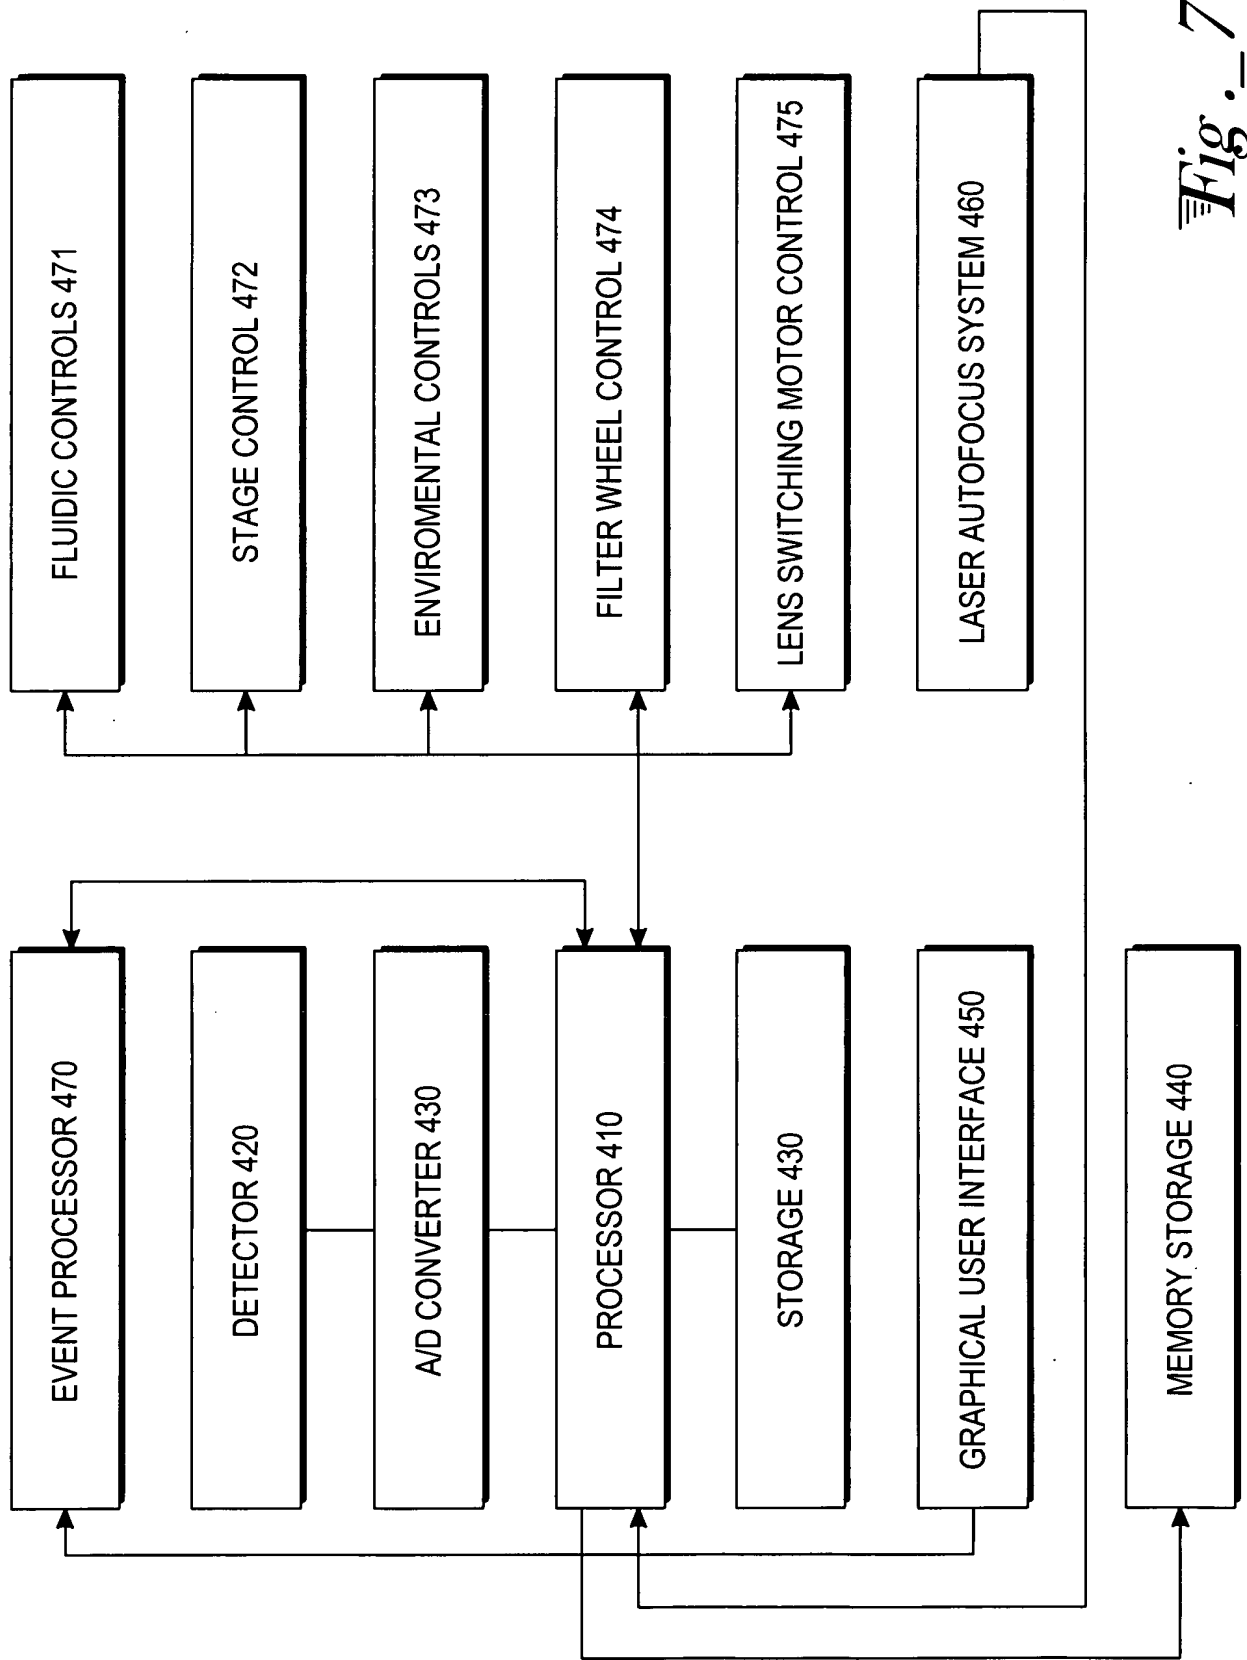 EVENT PROCESSOR 470
DETECTOR 420
A/D CONVERTER 430
PROCESSOR 410
STORAGE 430
GRAPHICAL USER INTERFACE 450
MEMORY STORAGE 440
FLUIDIC CONTROLS 471
STAGE CONTROL 472
ENVIROMENTAL CONTROLS 473
FILTER WHEEL CONTROL 474
LENS SWITCHING MOTOR CONTROL 475
LASER AUTOFOCUS SYSTEM 460
Fig._7